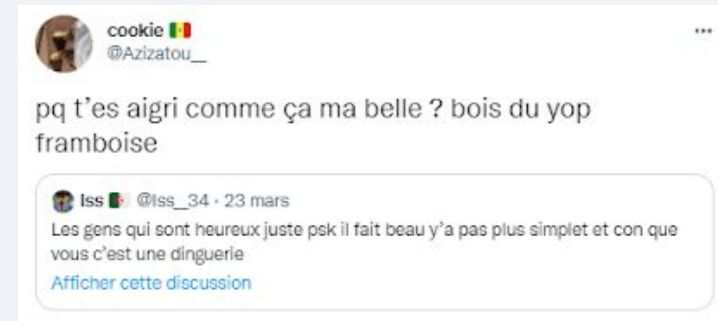 cookie 🇸🇳
@Azizatou__
pq t'es aigri comme ça ma belle ? bois du yop
framboise
Iss 🇩🇿 @Iss__34 · 23 mars
Les gens qui sont heureux juste psk il fait beau y'a pas plus simplet et con que
vous c'est une dinguerie
Afficher cette discussion